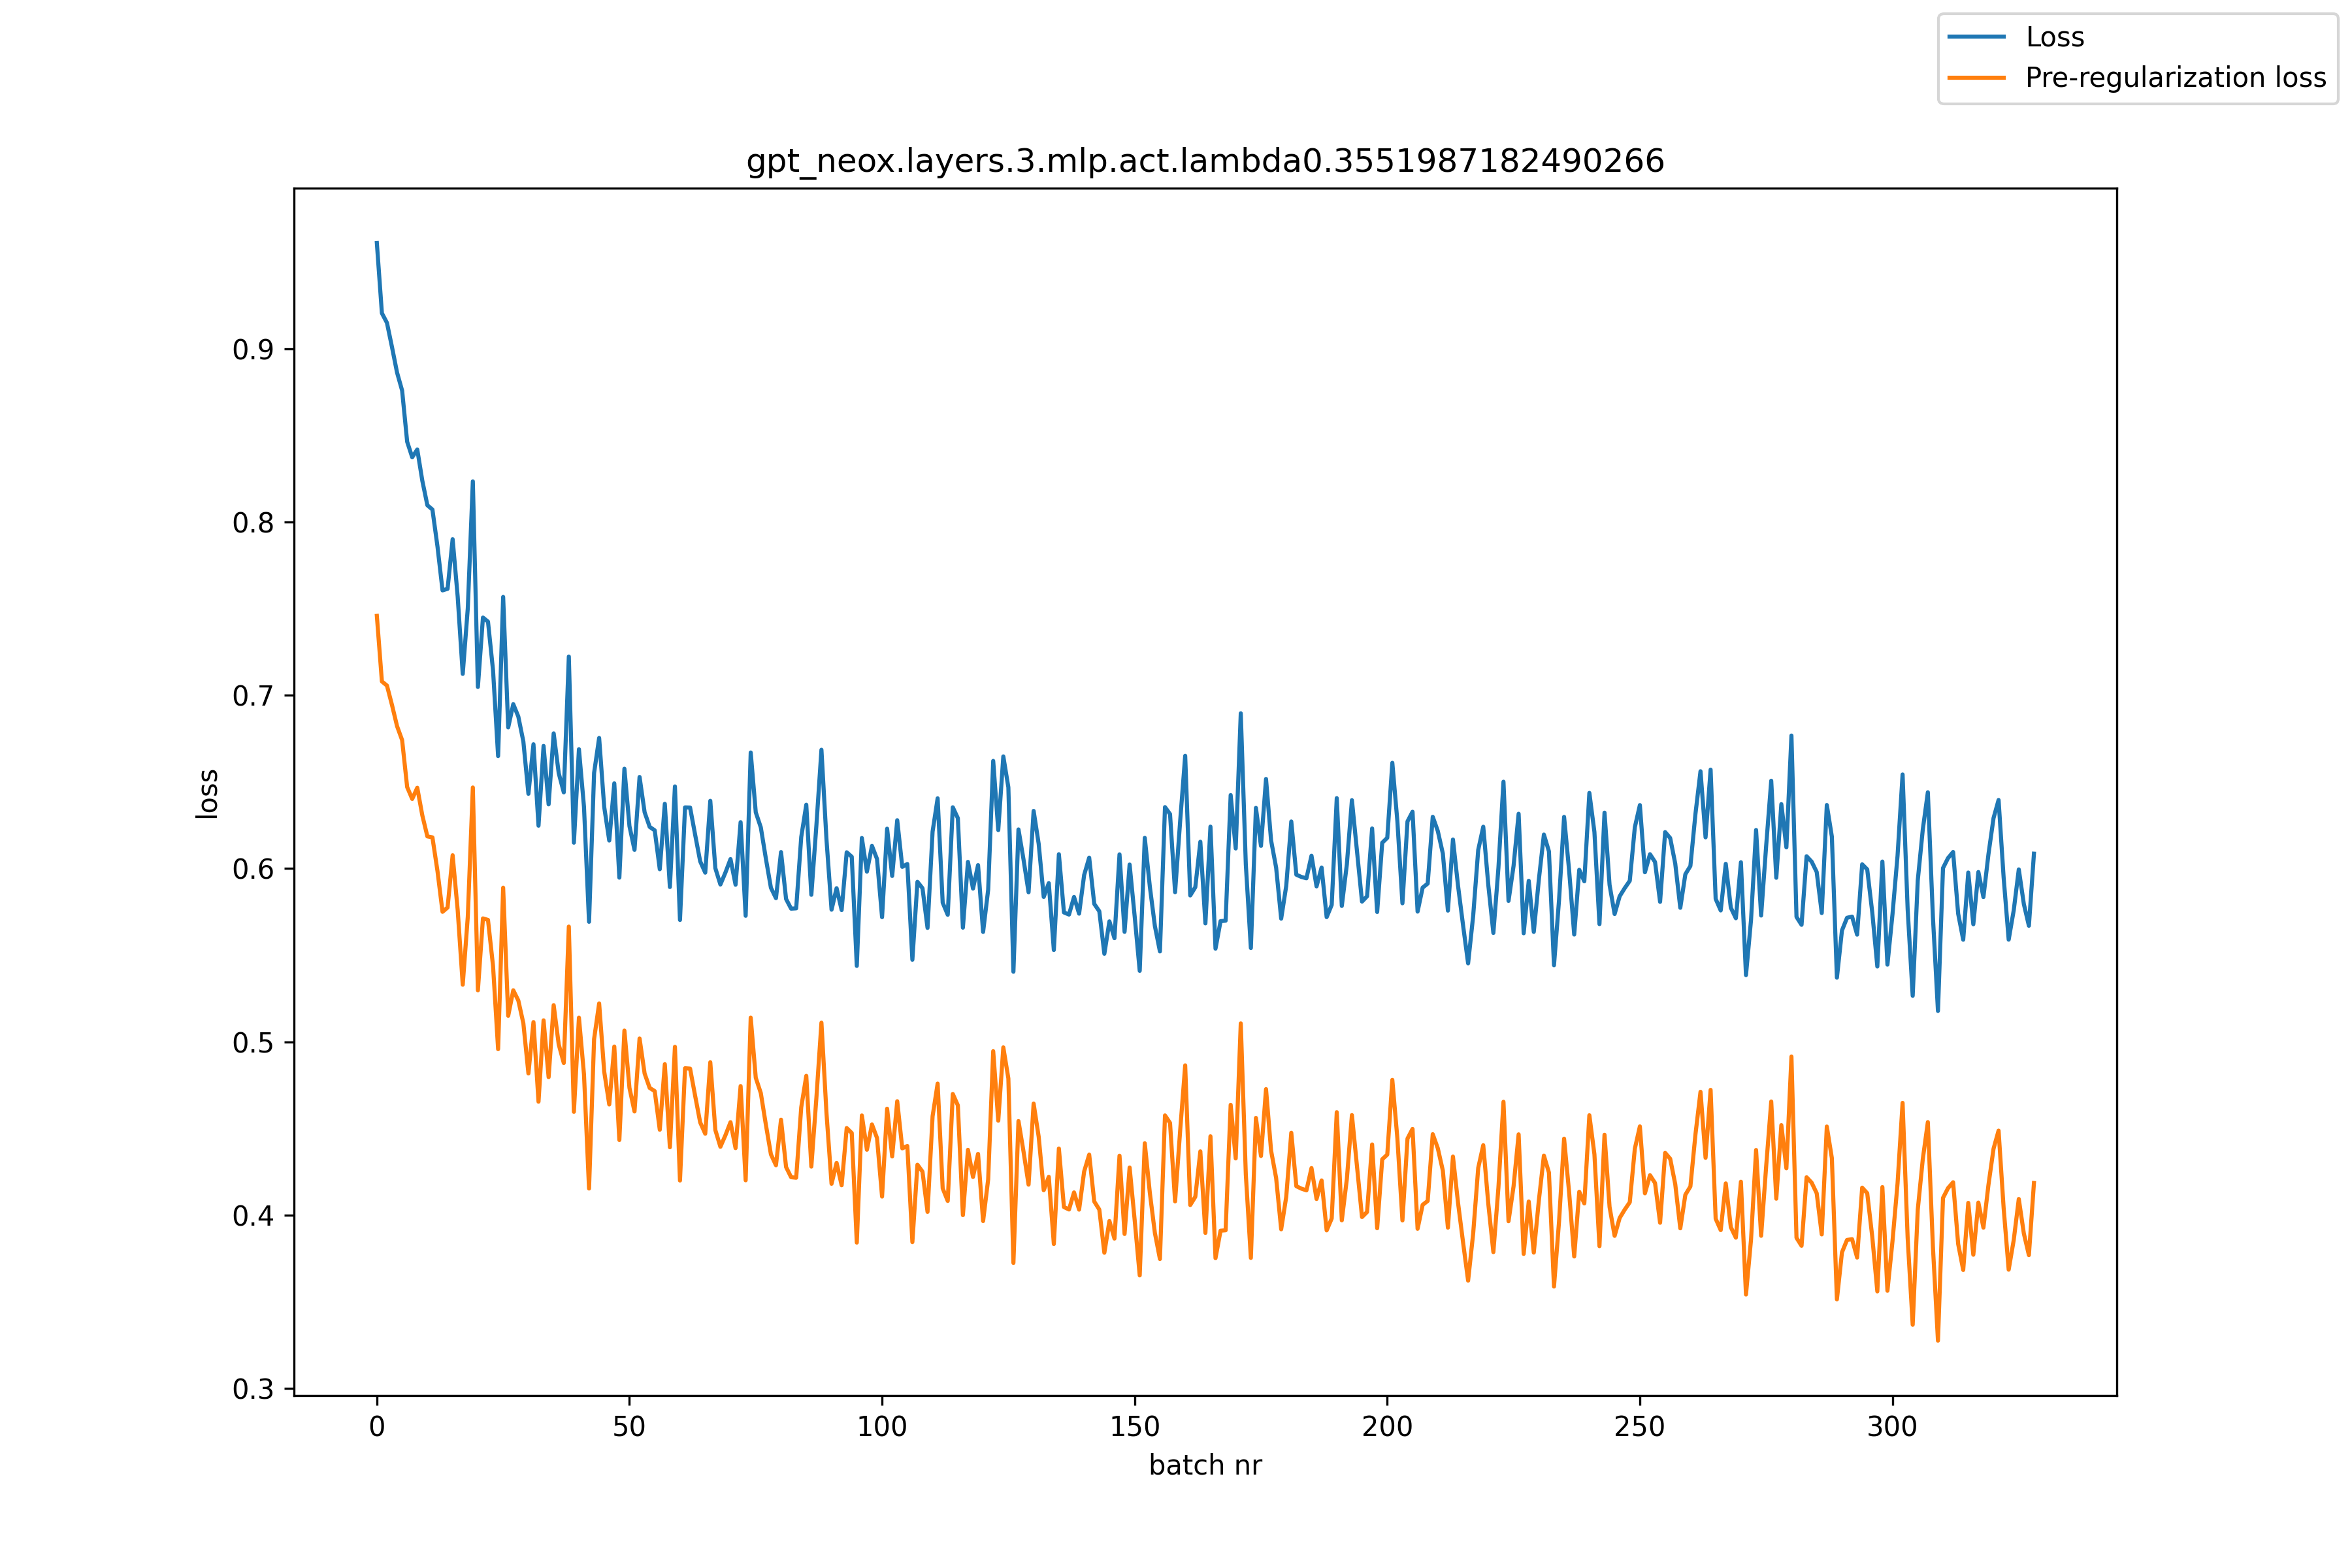 Loss
Pre-regularization loss
gpt_neox.layers.3.mlp.act.lambda0.3551987182490266
0.9
0.8
0.7
0.6
0.5
0.4
0.3
loss
0 50 100 150 200 250 300
batch nr